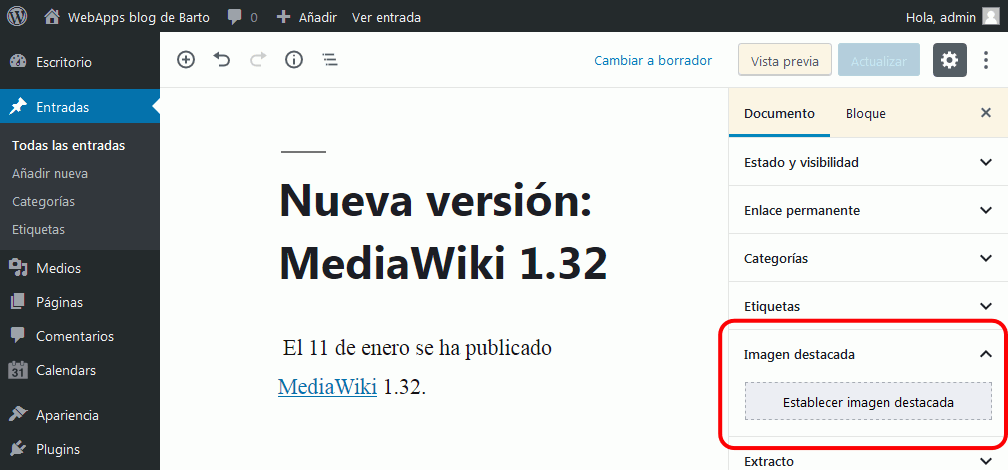 WebApps blog de Barto 0 Añadir Ver entrada Hola, admin
Escritorio
Entradas
Todas las entradas
Añadir nueva
Categorías
Etiquetas
Medios
Páginas
Comentarios
31 Calendars
Apariencia
Plugins
Cambiar a borrador Vista previa Actualizar
Nueva versión:
MediaWiki 1.32
El 11 de enero se ha publicado
MediaWiki 1.32.
Documento Bloque
Estado y visibilidad
Enlace permanente
Categorías
Etiquetas
Imagen destacada
Establecer imagen destacada
Extracto